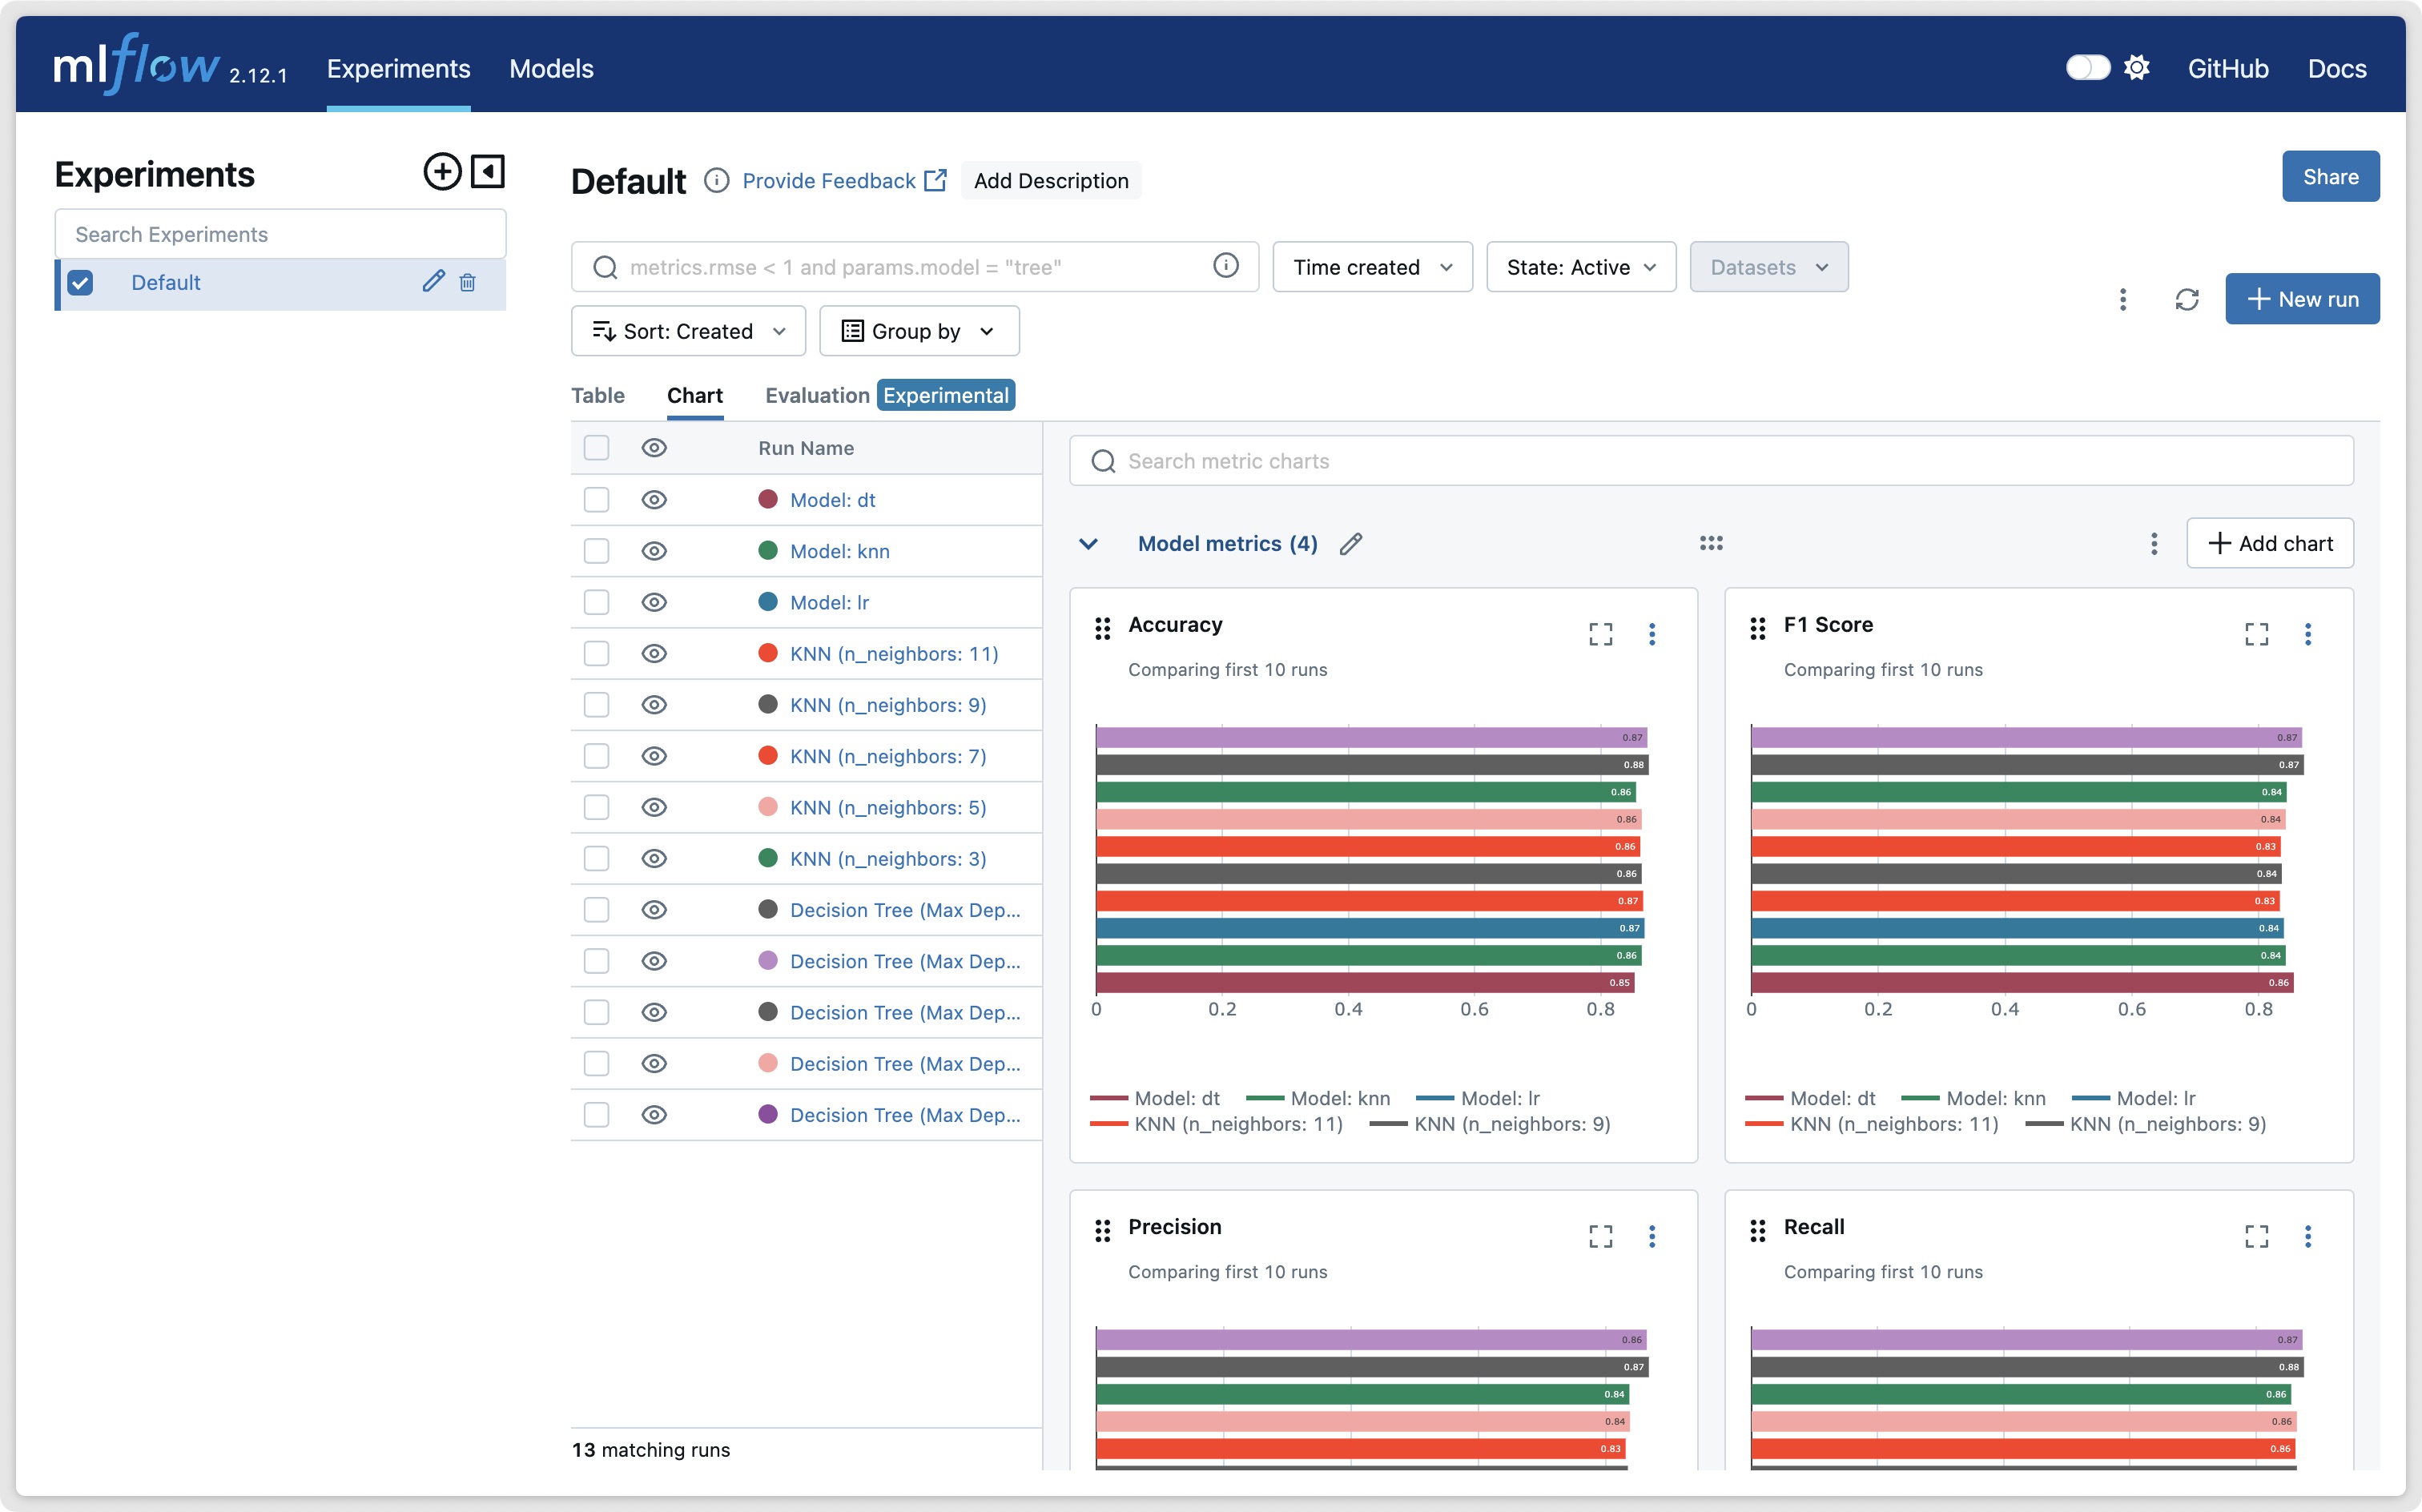 mlflow 2.12.1 Experiments Models GitHub Docs
Experiments
Search Experiments
Default
Default Provide Feedback Add Description Share
metrics.rmse < 1 and params.model = "tree" Time created State: Active Datasets
Sort: Created Group by
New run
Table Chart Evaluation Experimental
Run Name
Model: dt
Model: knn
Model: lr
KNN (n_neighbors: 11)
KNN (n_neighbors: 9)
KNN (n_neighbors: 7)
KNN (n_neighbors: 5)
KNN (n_neighbors: 3)
Decision Tree (Max Dep...
Decision Tree (Max Dep...
Decision Tree (Max Dep...
Decision Tree (Max Dep...
Decision Tree (Max Dep...
13 matching runs
Search metric charts
Model metrics (4) Add chart
Accuracy
Comparing first 10 runs
0.87
0.88
0.86
0.86
0.86
0.86
0.87
0.87
0.86
0.85
0 0.2 0.4 0.6 0.8
Model: dt Model: knn Model: lr
KNN (n_neighbors: 11) KNN (n_neighbors: 9)
F1 Score
Comparing first 10 runs
0.87
0.87
0.84
0.84
0.83
0.84
0.83
0.84
0.84
0.86
0 0.2 0.4 0.6 0.8
Model: dt Model: knn Model: lr
KNN (n_neighbors: 11) KNN (n_neighbors: 9)
Precision
Comparing first 10 runs
0.86
0.87
0.84
0.84
0.83
Recall
Comparing first 10 runs
0.87
0.88
0.86
0.86
0.86